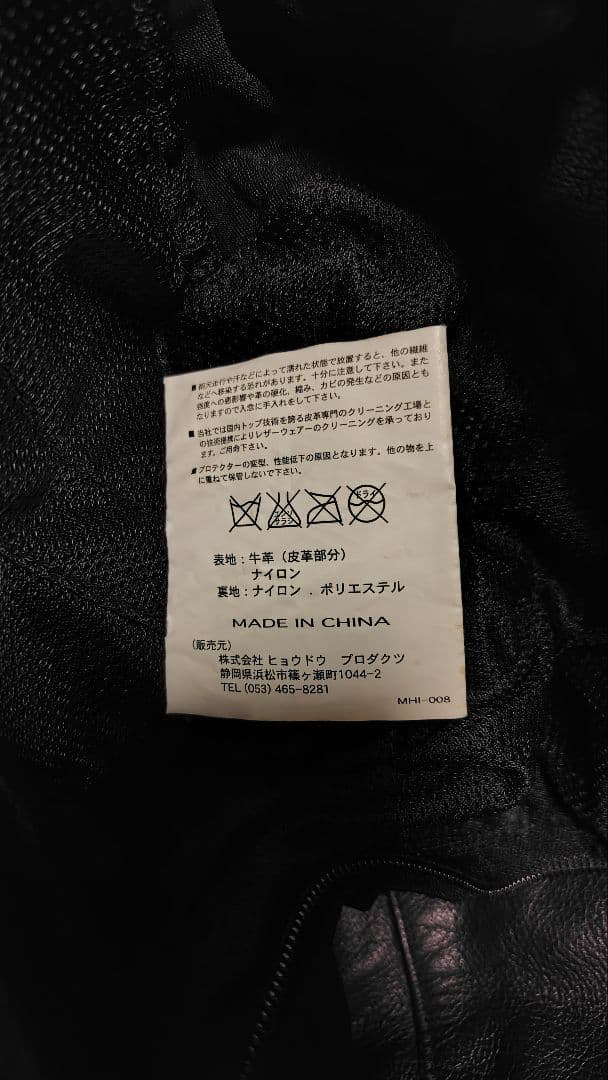 ■雨天走行や汗などによって濡れた状態で放置すると、他の繊維
などへ移染する恐れがあります。十分に注意して下さい。また
強度への悪影響や革の硬化、縮み、カビの発生などの原因とも
なりますので入念に手入れをして下さい。
■当社では国内トップ技術を誇る皮革専門のクリーニング工場と
の技術提携によりレザーウェアーのクリーニングを承っており
ます。ご用命下さい。
■プロテクターの変型、性能低下の原因となります。他の物を上
に重ねて保管しないで下さい。
エンソ
サラシ
ドライ
表地：牛革（皮革部分）
ナイロン
裏地：ナイロン．ポリエステル
MADE IN CHINA
（販売元）
株式会社 ヒョウドウ プロダクツ
静岡県浜松市篠ヶ瀬町1044-2
TEL (053) 465-8281
MHI-008